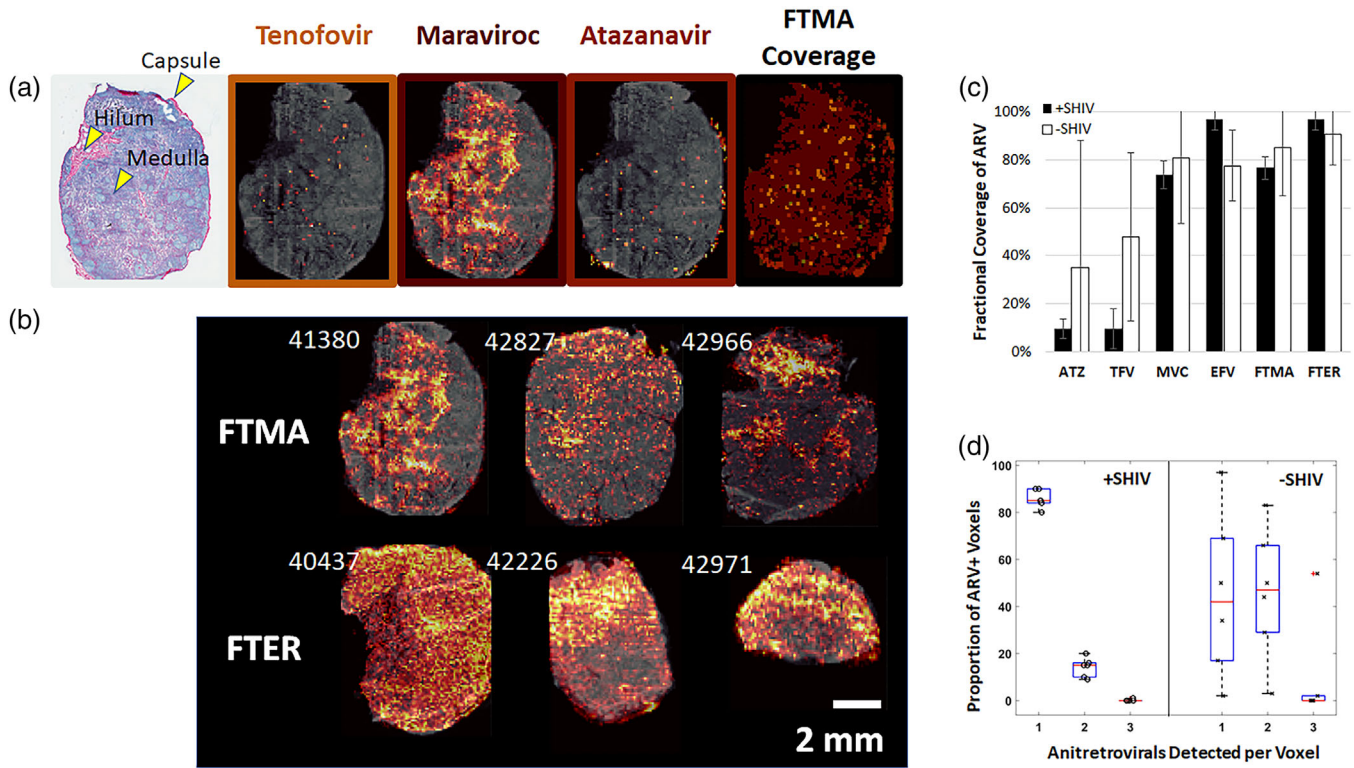 Tenofovir Maraviroc Atazanavir FTMA
Coverage
(a)
Capsule
Hilum
Medulla
(b)
41380 42827 42966
FTMA
40437 42226 42971
FTER
2 mm
(c)
Fractional Coverage of ARV
100%
80%
60%
40%
20%
0%
+SHIV
-SHIV
ATZ TFV MVC EFV FTMA FTER
(d)
Proportion of ARV+ Voxels
100
80
60
40
20
0
+SHIV -SHIV
1 2 3 1 2 3
Anitretrovirals Detected per Voxel